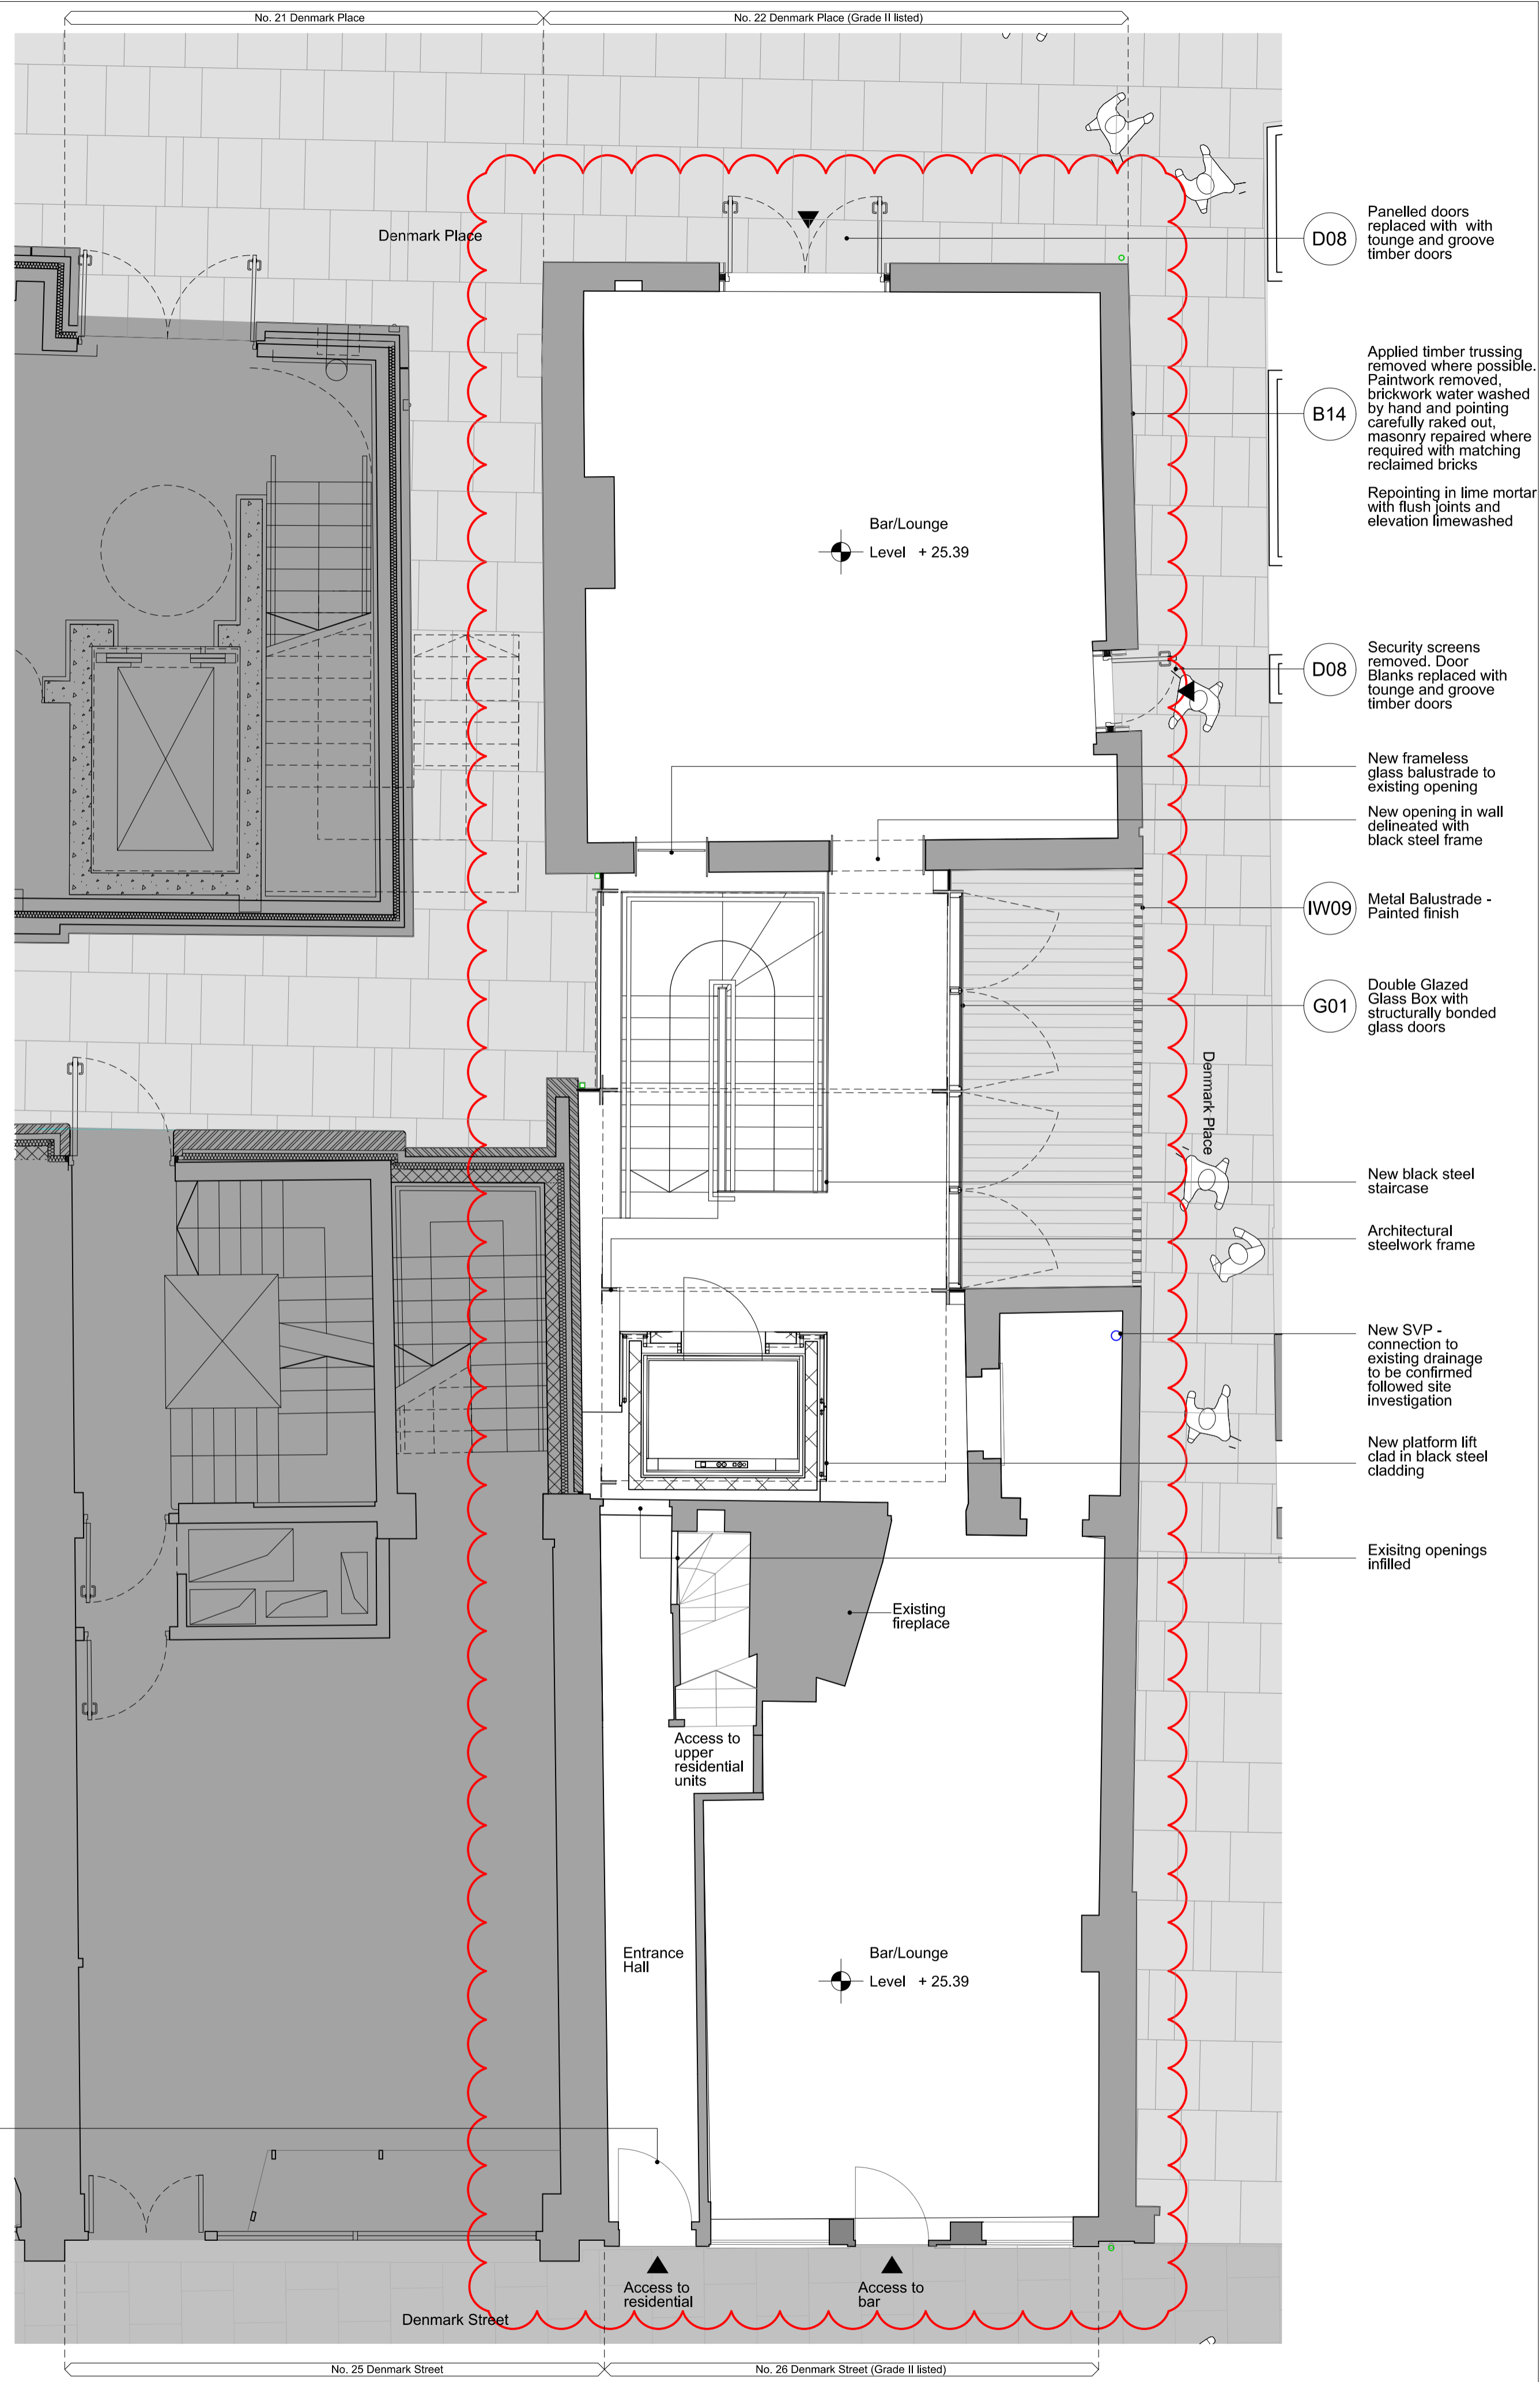 No. 21 Denmark Place
No. 22 Denmark Place (Grade II listed)
Denmark Place
D08
Panelled doors
replaced with with
tounge and groove
timber doors
B14
Applied timber trussing
removed where possible.
Paintwork removed,
brickwork water washed
by hand and pointing
carefully raked out,
masonry repaired where
required with matching
reclaimed bricks
Repointing in lime mortar
with flush joints and
elevation limewashed
Bar/Lounge
Level + 25.39
D08
Security screens
removed. Door
Blanks replaced with
tounge and groove
timber doors
New frameless
glass balustrade to
existing opening
New opening in wall
delineated with
black steel frame
IW09
Metal Balustrade -
Painted finish
G01
Double Glazed
Glass Box with
structurally bonded
glass doors
Denmark Place
New black steel
staircase
Architectural
steelwork frame
New SVP -
connection to
existing drainage
to be confirmed
followed site
investigation
New platform lift
clad in black steel
cladding
Exisitng openings
infilled
Existing
fireplace
Access to
upper
residential
units
Entrance
Hall
Bar/Lounge
Level + 25.39
Access to
residential
Access to
bar
Denmark Street
No. 25 Denmark Street
No. 26 Denmark Street (Grade II listed)